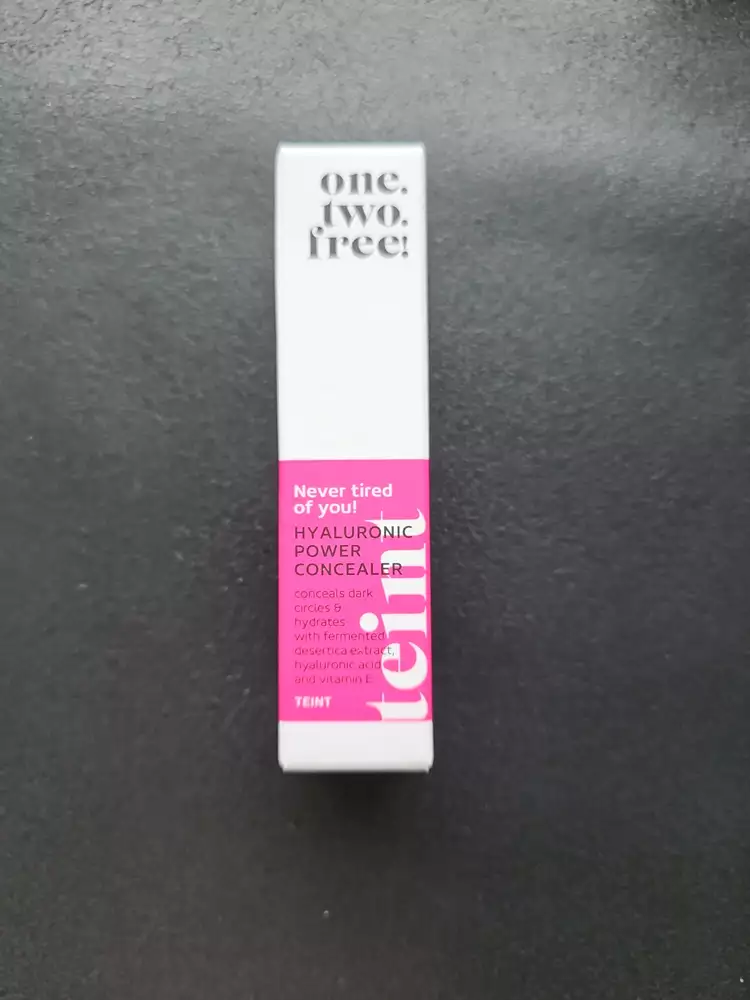 one.
two.
free!
Never tired
of you!
HYALURONIC
POWER
CONCEALER
conceals dark
circles &
hydrates
with fermented
desertica extract,
hyaluronic acid
and vitamin E
TEINT
teint